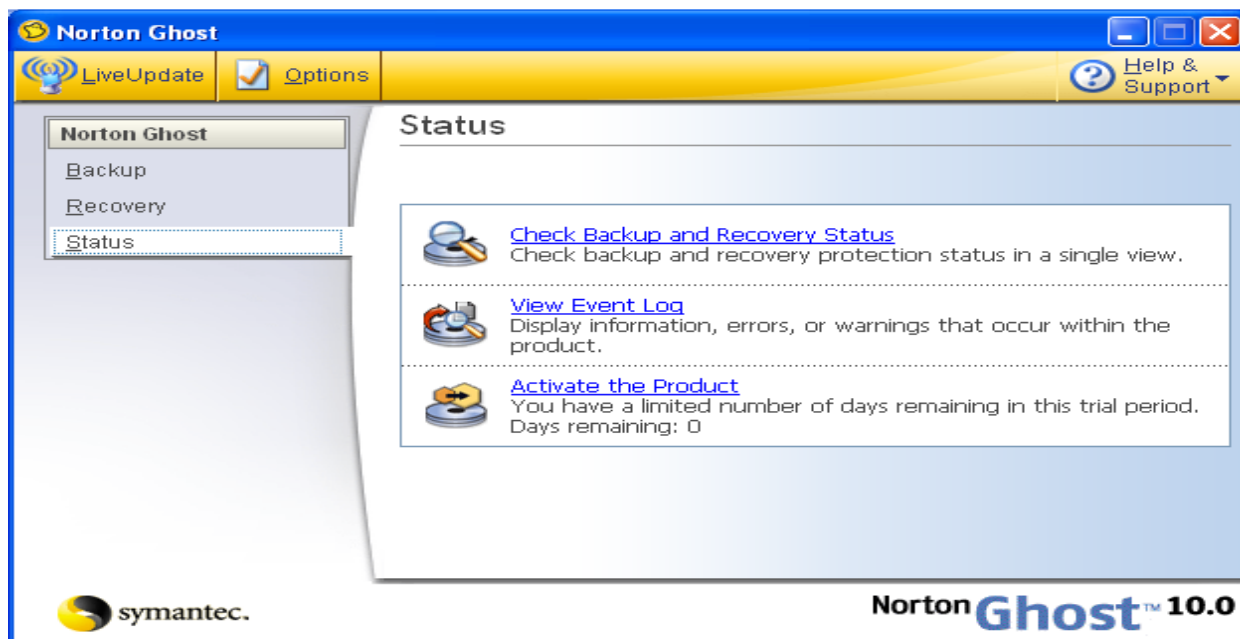 Norton Ghost
LiveUpdate
Options
Help &
Support
Norton Ghost
Backup
Recovery
Status
Status
Check Backup and Recovery Status
Check backup and recovery protection status in a single view.
View Event Log
Display information, errors, or warnings that occur within the
product.
Activate the Product
You have a limited number of days remaining in this trial period.
Days remaining: 0
symantec.
Norton Ghost™ 10.0